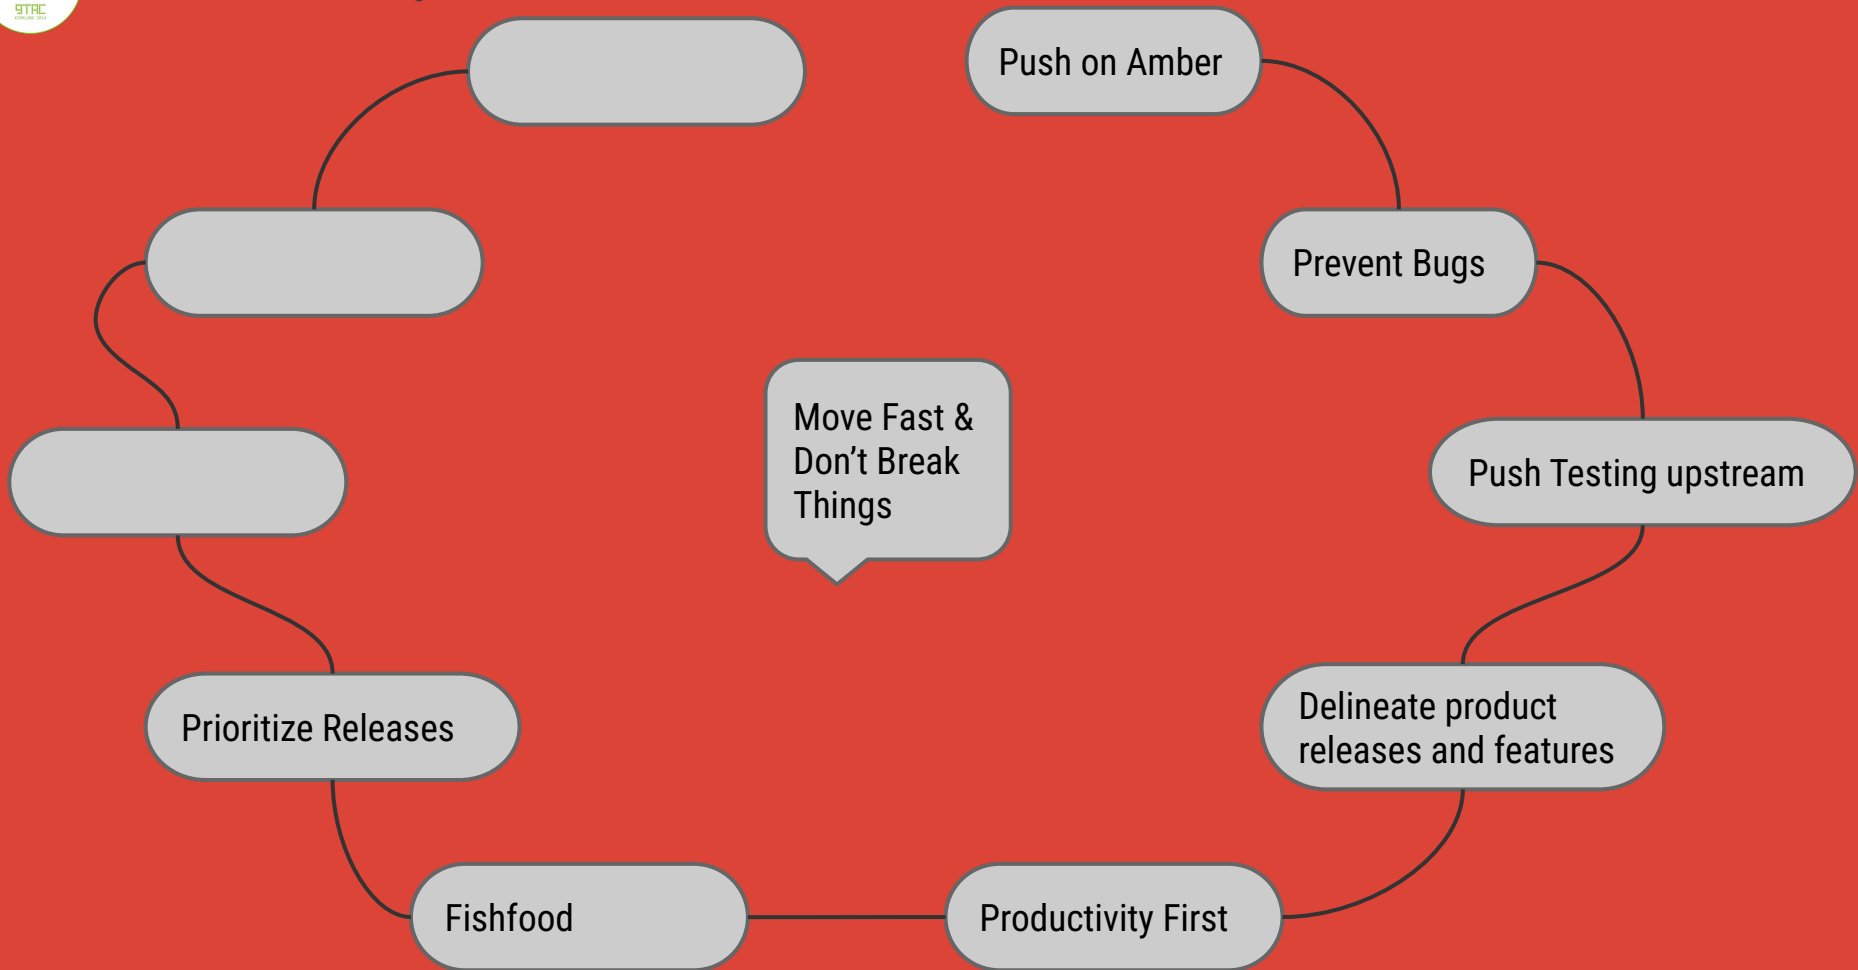 GTAC
Push on Amber
Prevent Bugs
Move Fast &
Don’t Break
Things
Push Testing upstream
Prioritize Releases
Delineate product
releases and features
Fishfood
Productivity First